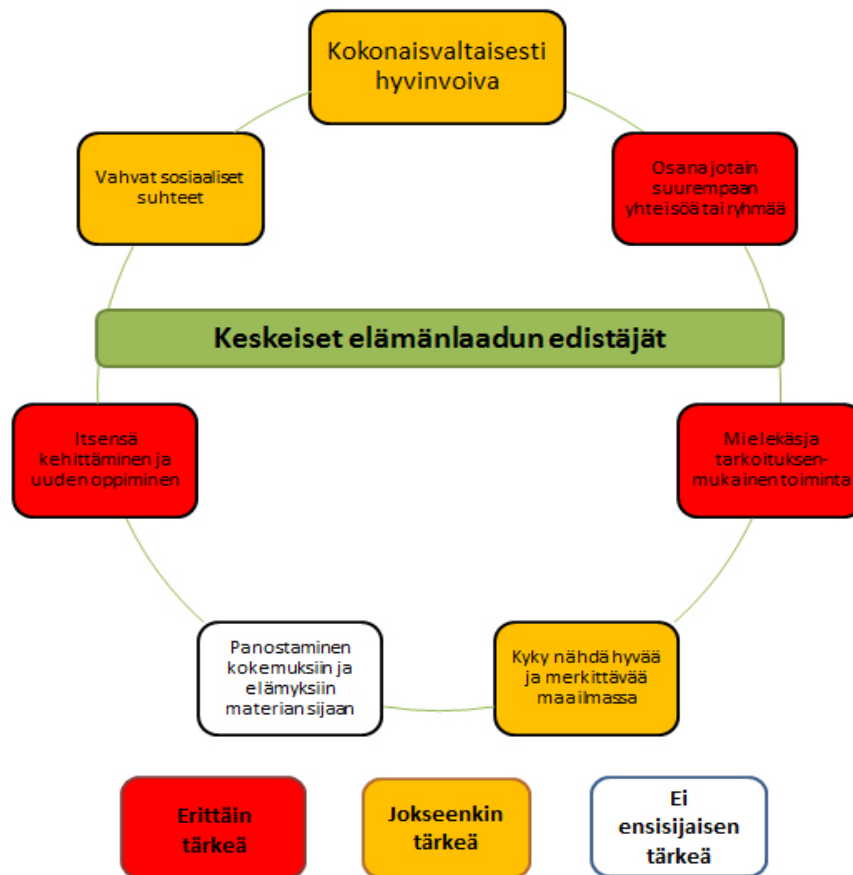 Kokonaisvaltaisesti
hyvinvoiva
Vahvat sosiaaliset
suhteet
Osana jotain
suurempaan
yhteisöä tai ryhmää
Keskeiset elämänlaadun edistäjät
Itsensä
kehittäminen ja
uuden oppiminen
Mielekäs ja
tarkoituksen-
mukainen toiminta
Panostaminen
kokemuksiin ja
elämyksiin
materian sijaan
Kyky nähdä hyvää
ja merkittävää
maailmassa
Erittäin
tärkeä
Jokseenkin
tärkeä
Ei
ensisijaisen
tärkeä